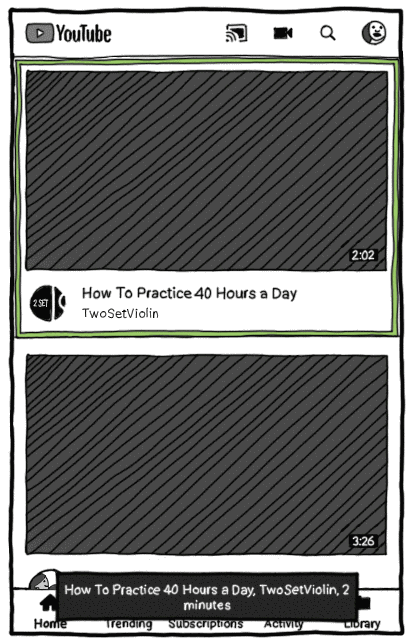 YouTube
2:02
2 SET
How To Practice 40 Hours a Day
TwoSetViolin
3:26
How To Practice 40 Hours a Day, TwoSetViolin, 2
minutes
Home Trending Subscriptions Activity Library